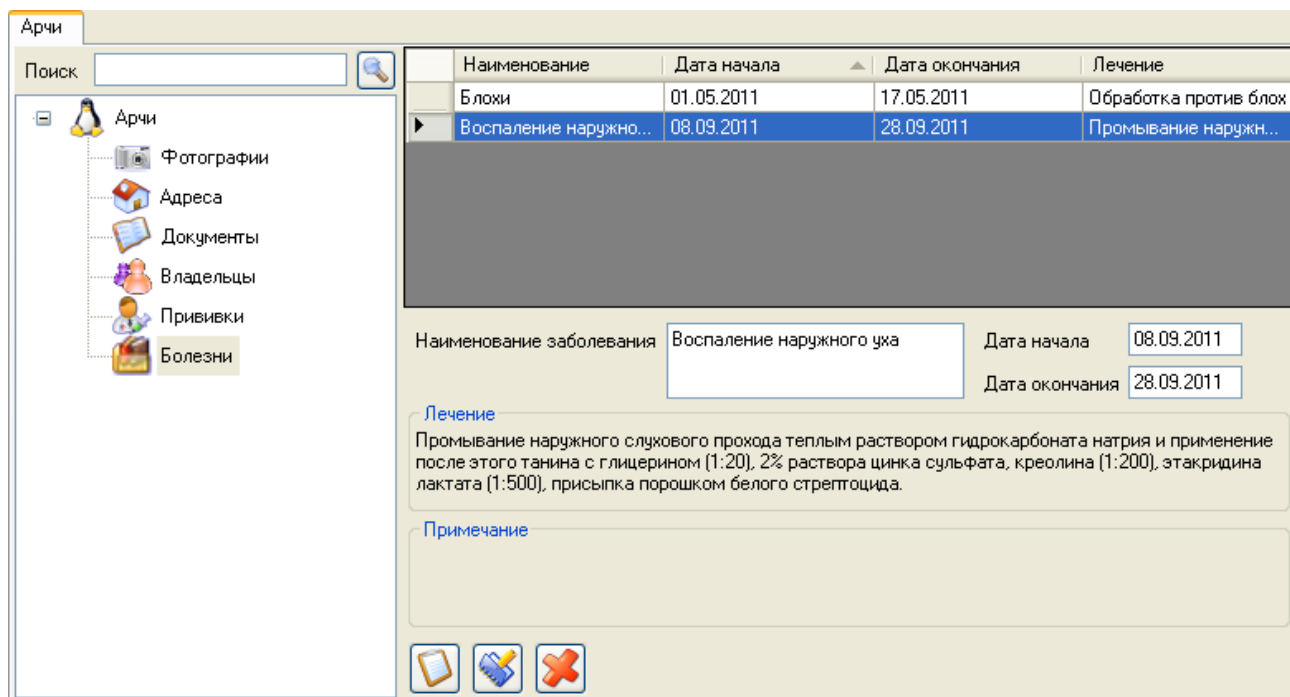 Арчи
Поиск
Арчи
Фотографии
Адреса
Документы
Владельцы
Прививки
Болезни
Наименование Дата начала Дата окончания Лечение
Блохи 01.05.2011 17.05.2011 Обработка против блох
Воспаление наружно... 08.09.2011 28.09.2011 Промывание наружн...
Наименование заболевания Воспаление наружного уха Дата начала 08.09.2011
Дата окончания 28.09.2011
Лечение
Промывание наружного слухового прохода теплым раствором гидрокарбоната натрия и применение
после этого танина с глицерином (1:20), 2% раствора цинка сульфата, креолина (1:200), этакридина
лактата (1:500), присыпка порошком белого стрептоцида.
Примечание